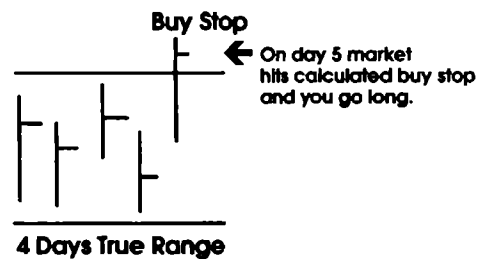 Buy Stop
On day 5 market
hits calculated buy stop
and you go long.
4 Days True Range